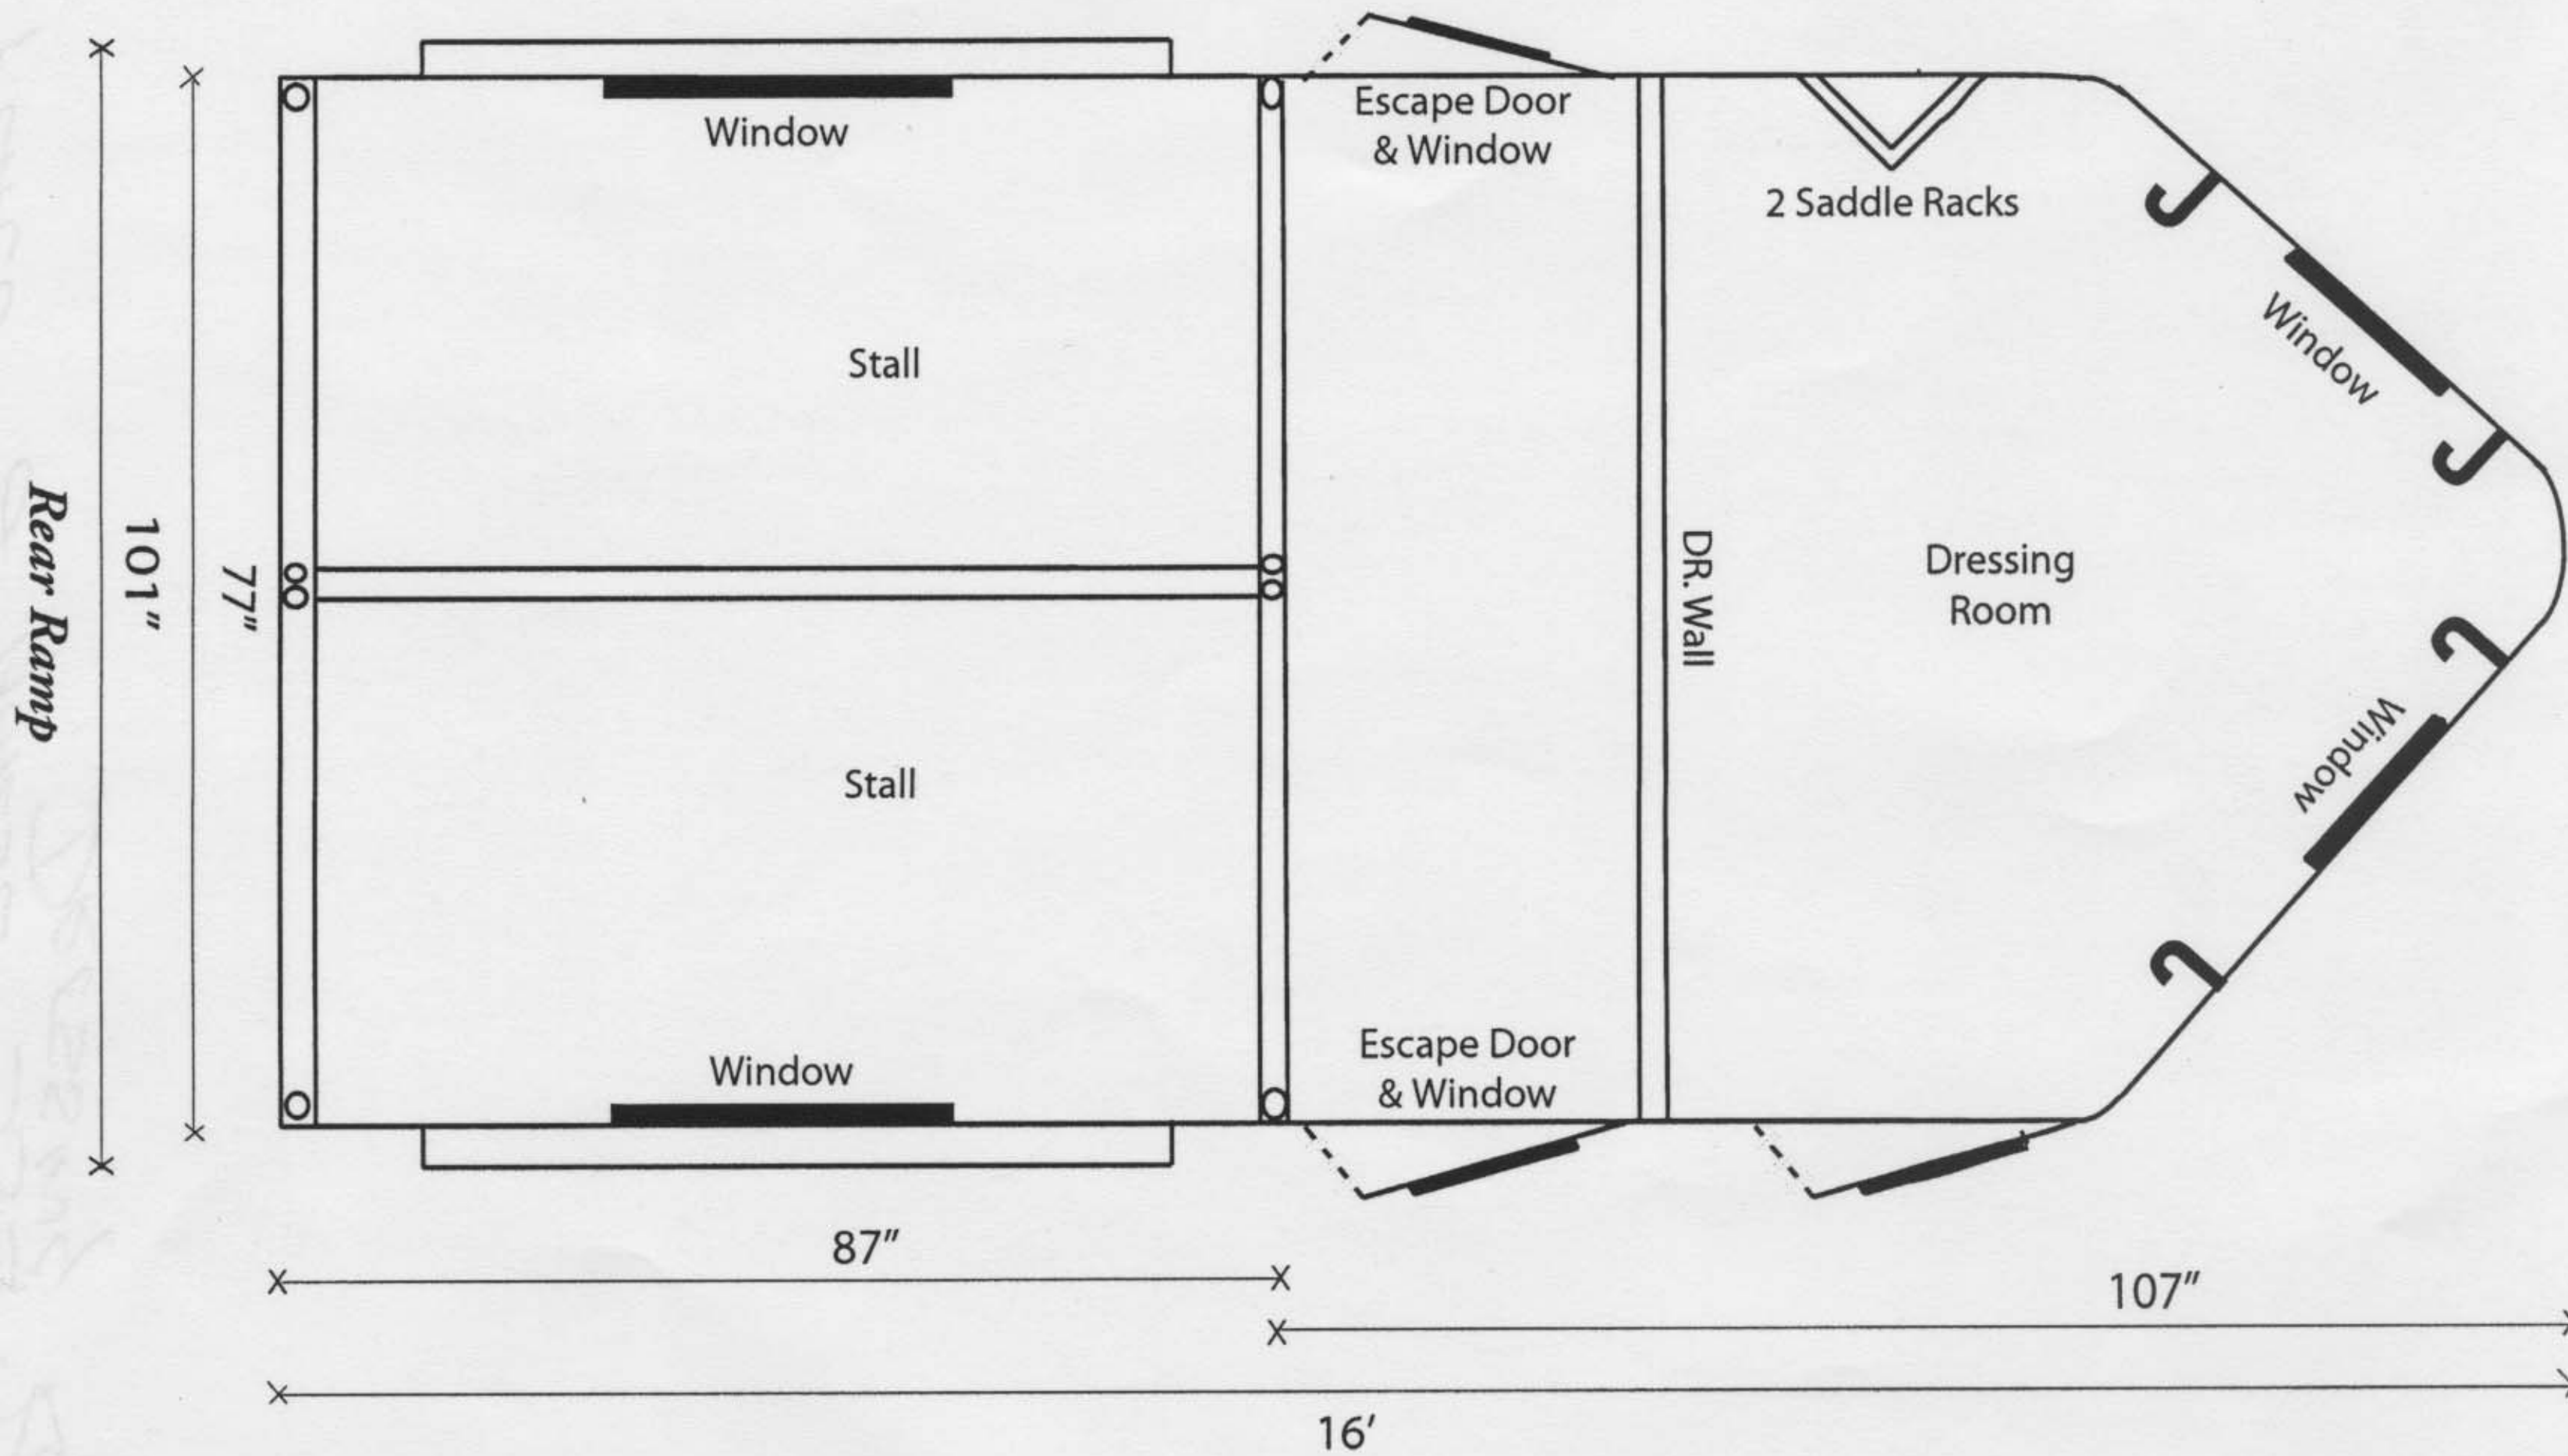 Window
Escape Door
& Window
2 Saddle Racks
Window
Stall
Rear Ramp
101"
77"
DR. Wall
Dressing
Room
Stall
Window
Window
Escape Door
& Window
87"
107"
16'